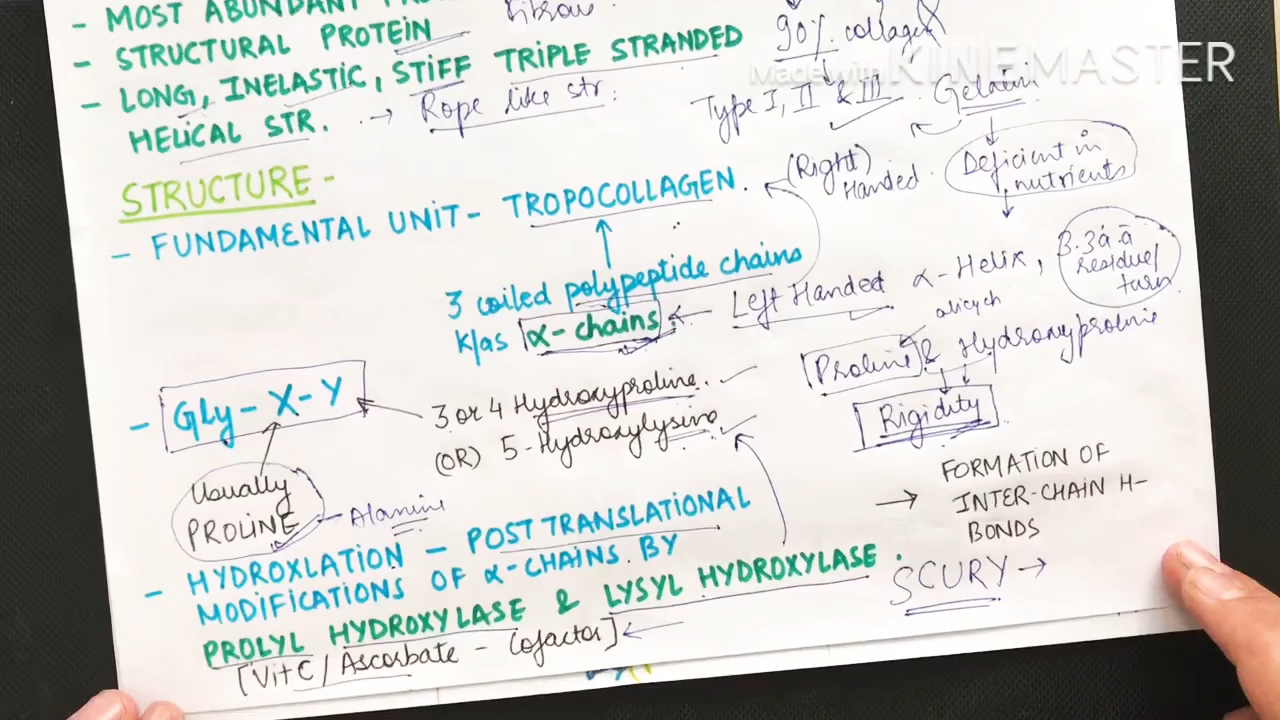 - MOST ABUNDANT
- STRUCTURAL PROTEIN
- LONG, INELASTIC, STIFF TRIPLE STRANDED
HELICAL STR. → Rope like str.
90% collagen
Type I, II & III
Gelatin
Made with KINEMASTER
Deficient in
nutrients
STRUCTURE -
- FUNDAMENTAL UNIT - TROPOCOLLAGEN.
(Right)
Handed.
3 coiled polypeptide chains
k/as α-chains
Left Handed α-Helix,
3.3 a.a
residue/
turn.
Proline & Hydroxyproline
Rigidity
- Gly - X - Y
3 or 4 Hydroxyproline.
(OR) 5-Hydroxylysine
Usually
PROLINE - Alanine
→ FORMATION OF
INTER-CHAIN H-
BONDS
- HYDROXLATION - POST TRANSLATIONAL
MODIFICATIONS OF α-CHAINS BY
PROLYL HYDROXYLASE & LYSYL HYDROXYLASE.
[Vit C / Ascorbate - Cofactor]
SCURY →